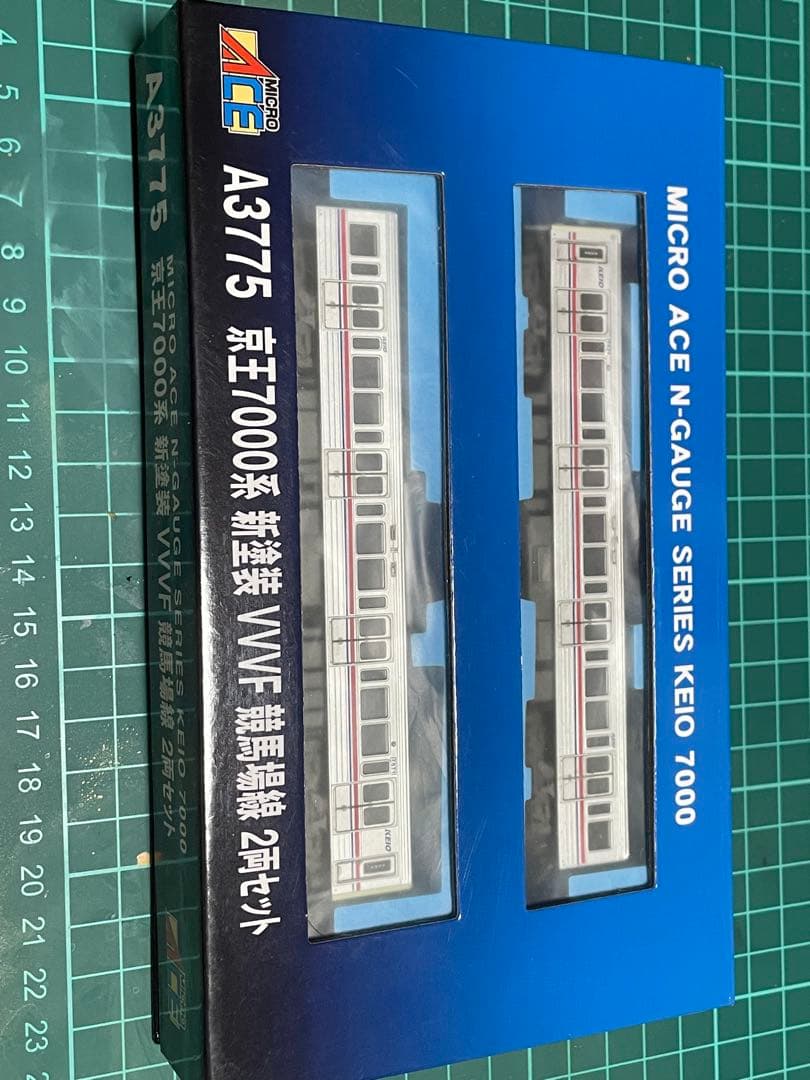 MICRO ACE N-GAUGE SERIES KEIO 7000
KEIO
KEIO
MICRO
ACE
A3775 京王7000系 新塗装 VVVF 競馬場線 2両セット
A3775
MICRO ACE N-GAUGE SERIES KEIO 7000
京王7000系 新塗装 VVVF 競馬場線 2両セット
MICRO
ACE
4
5
6
7
8
9
10
11
12
13
14
15
16
17
18
19
20
21
22
23